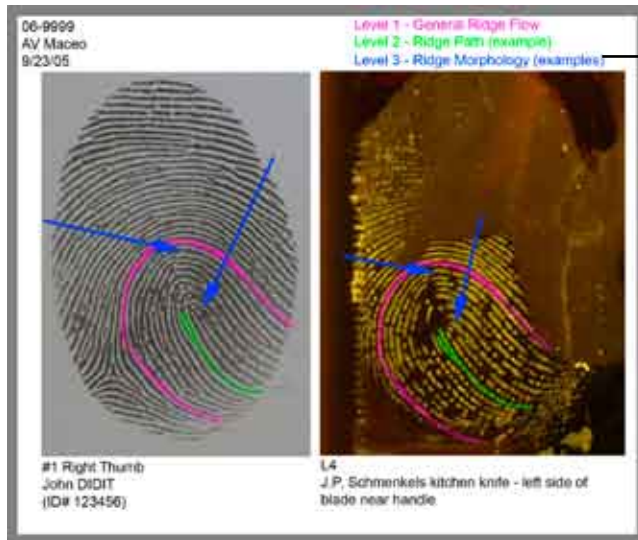 06-9999
AV Maceo
9/23/05
Level 1 - General Ridge Flow
Level 2 - Ridge Path (example)
Level 3 - Ridge Morphology (examples)
#1 Right Thumb
John DIDIT
(ID# 123456)
L4
J.P, Schmenkels kitchen knife - left side of
blade near handle